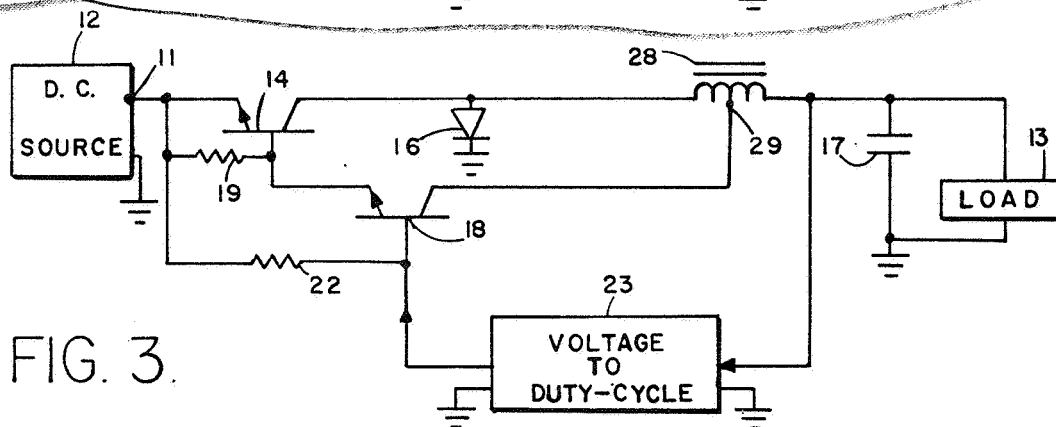 12
11
D. C.
SOURCE
14
28
16
29
17
13
LOAD
19
18
22
23
VOLTAGE
TO
DUTY-CYCLE
FIG. 3.